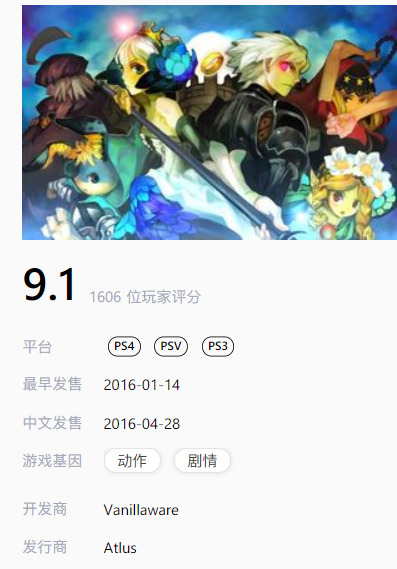 9.1 1606 位玩家评分
平台 PS4 PSV PS3
最早发售 2016-01-14
中文发售 2016-04-28
游戏基因 动作 剧情
开发商 Vanillaware
发行商 Atlus